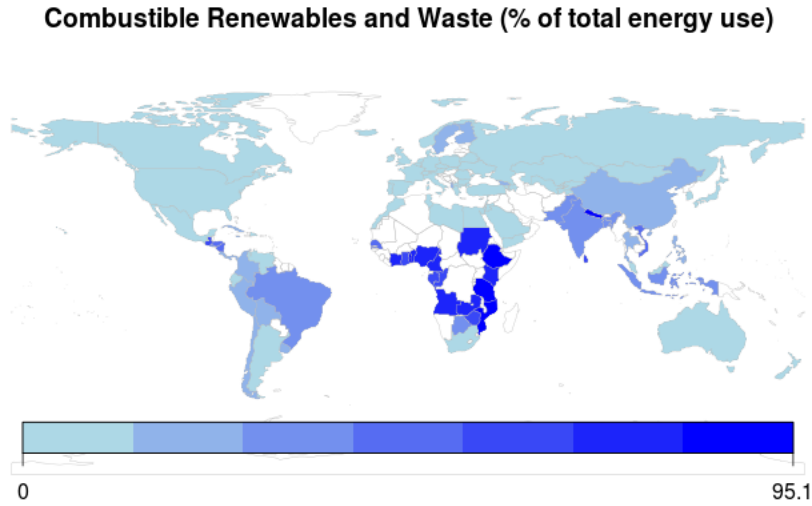 Combustible Renewables and Waste (% of total energy use)
0
95.1